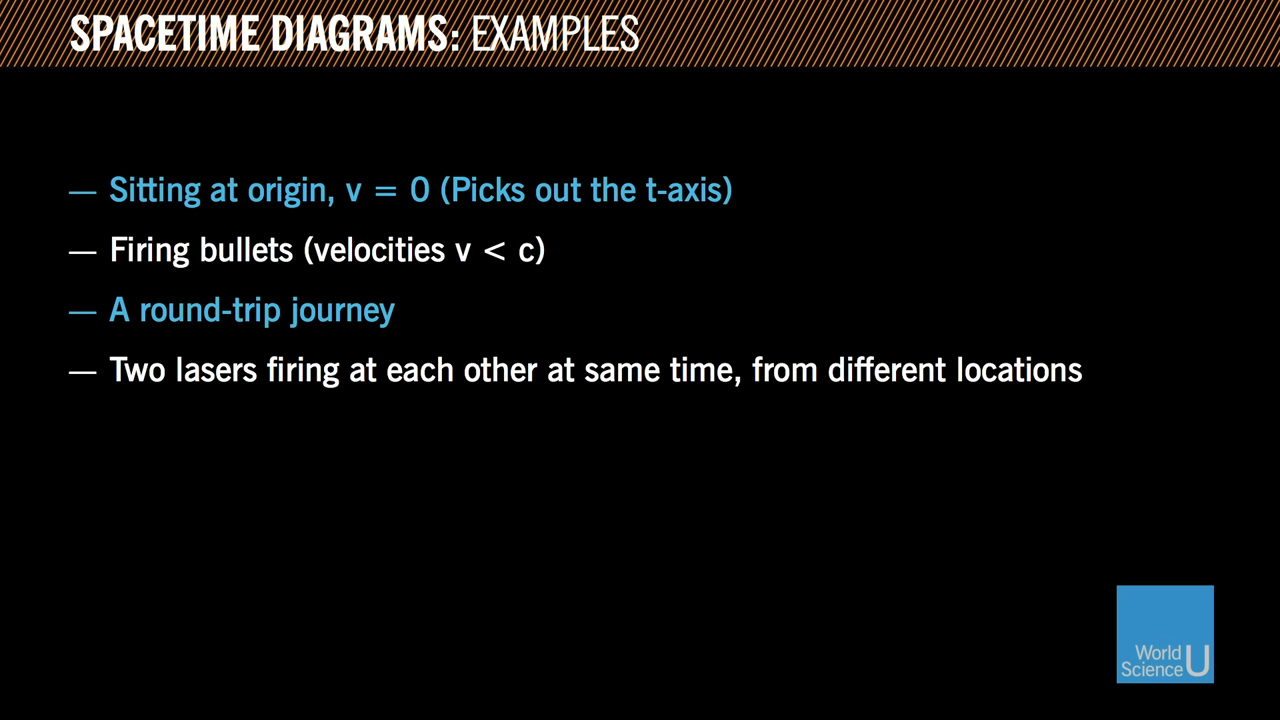 SPACETIME DIAGRAMS: EXAMPLES
— Sitting at origin, v = 0 (Picks out the t-axis)
— Firing bullets (velocities v < c)
— A round-trip journey
— Two lasers firing at each other at same time, from different locations
World
Science U